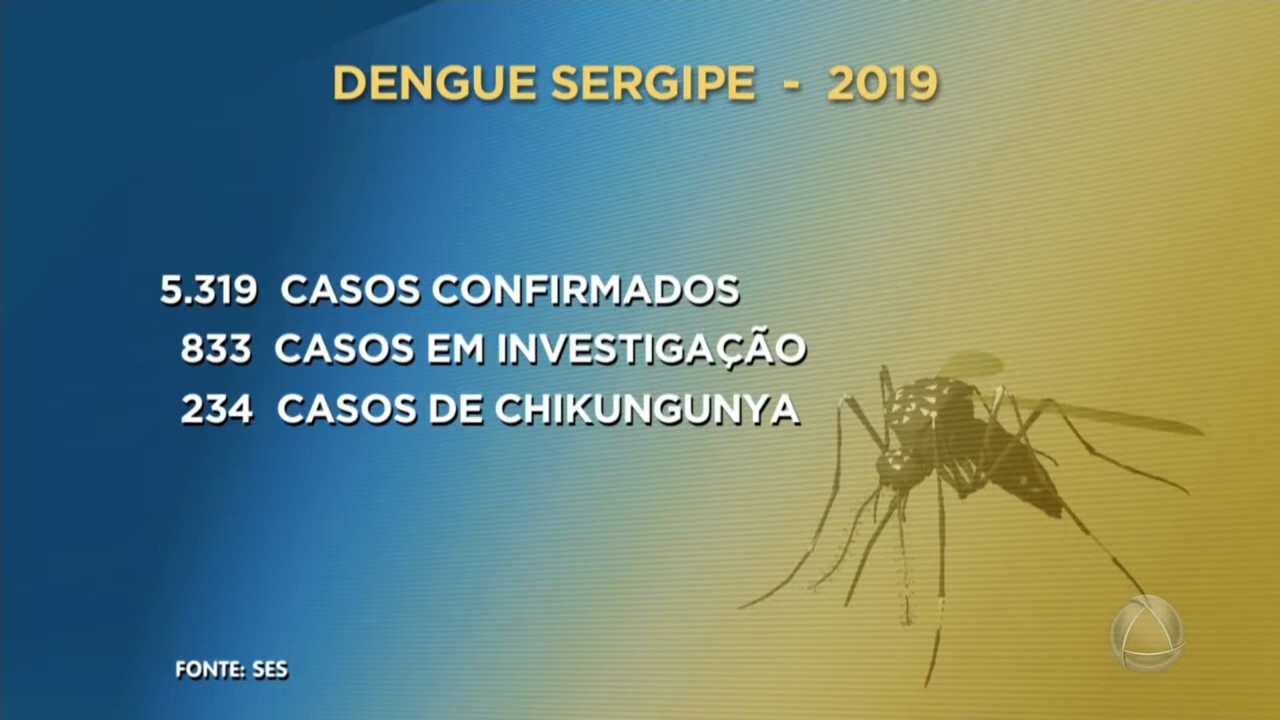 DENGUE SERGIPE - 2019
5.319 CASOS CONFIRMADOS
833 CASOS EM INVESTIGAÇÃO
234 CASOS DE CHIKUNGUNYA
FONTE: SES